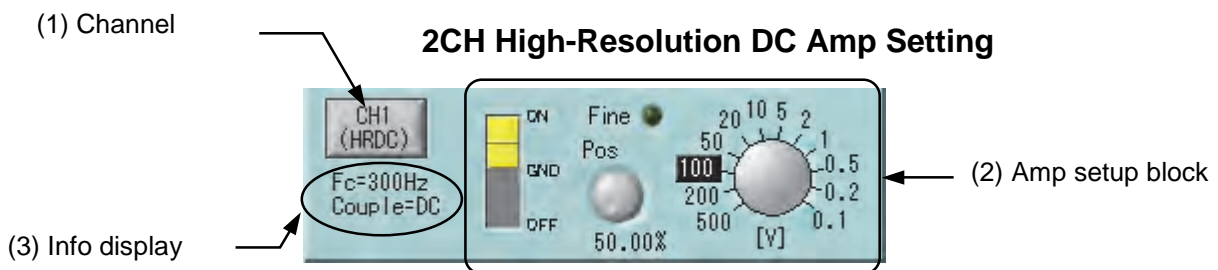 (1) Channel
2CH High-Resolution DC Amp Setting
CH1
(HRDC)
Fc=300Hz
Couple=DC
(3) Info display
ON
GND
OFF
Fine
Pos
50.00%
500
200
100
50
20
10
5
2
1
0.5
0.2
0.1
[V]
(2) Amp setup block